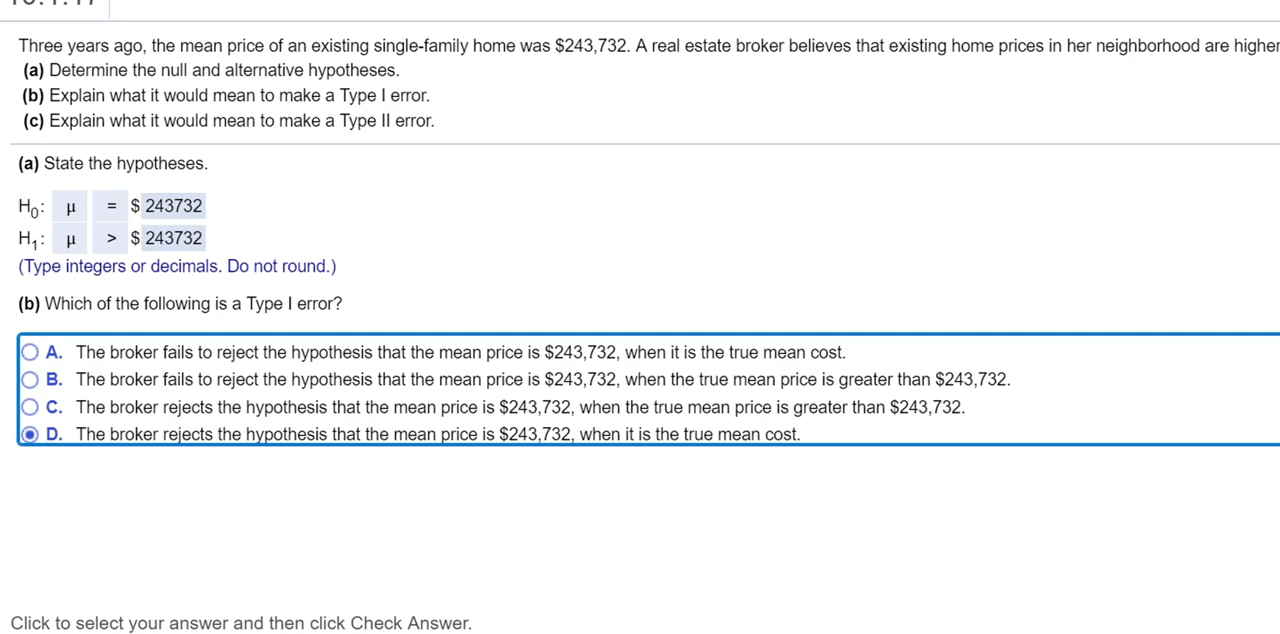 Three years ago, the mean price of an existing single-family home was $243,732. A real estate broker believes that existing home prices in her neighborhood are higher
(a) Determine the null and alternative hypotheses.
(b) Explain what it would mean to make a Type I error.
(c) Explain what it would mean to make a Type II error.
(a) State the hypotheses.
H0: μ = $ 243732
H1: μ > $ 243732
(Type integers or decimals. Do not round.)
(b) Which of the following is a Type I error?
A. The broker fails to reject the hypothesis that the mean price is $243,732, when it is the true mean cost.
B. The broker fails to reject the hypothesis that the mean price is $243,732, when the true mean price is greater than $243,732.
C. The broker rejects the hypothesis that the mean price is $243,732, when the true mean price is greater than $243,732.
D. The broker rejects the hypothesis that the mean price is $243,732, when it is the true mean cost.
Click to select your answer and then click Check Answer.